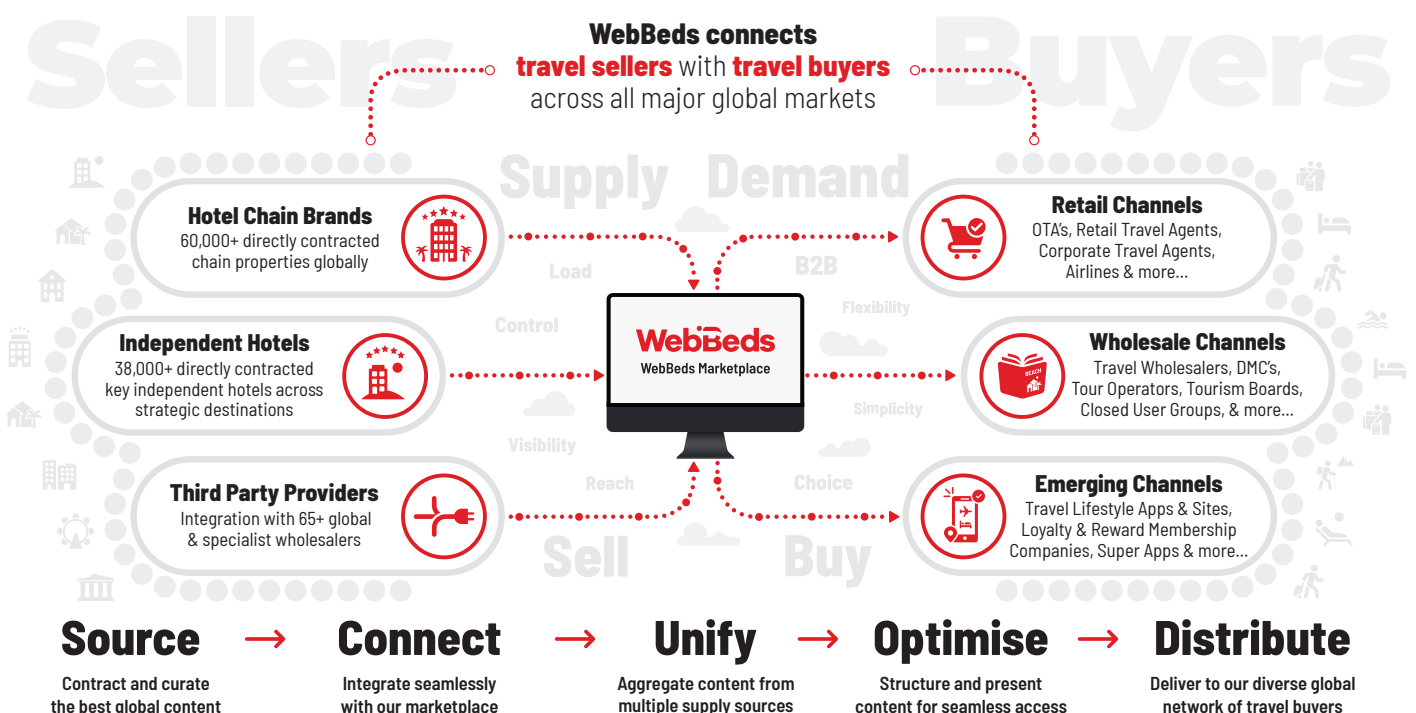 Sellers
Buyers
WebBeds connects
travel sellers with travel buyers
across all major global markets
Supply
Demand
Hotel Chain Brands
60,000+ directly contracted
chain properties globally
Retail Channels
OTA's, Retail Travel Agents,
Corporate Travel Agents,
Airlines & more...
Load
B2B
Flexibility
Control
Independent Hotels
38,000+ directly contracted
key independent hotels across
strategic destinations
WebBeds
WebBeds Marketplace
BEACH
Wholesale Channels
Travel Wholesalers, DMC's,
Tour Operators, Tourism Boards,
Closed User Groups, & more...
Simplicity
Visibility
Reach
Choice
Third Party Providers
Integration with 65+ global
& specialist wholesalers
Emerging Channels
Travel Lifestyle Apps & Sites,
Loyalty & Reward Membership
Companies, Super Apps & more...
Sell
Buy
Source
Contract and curate
the best global content
Connect
Integrate seamlessly
with our marketplace
Unify
Aggregate content from
multiple supply sources
Optimise
Structure and present
content for seamless access
Distribute
Deliver to our diverse global
network of travel buyers